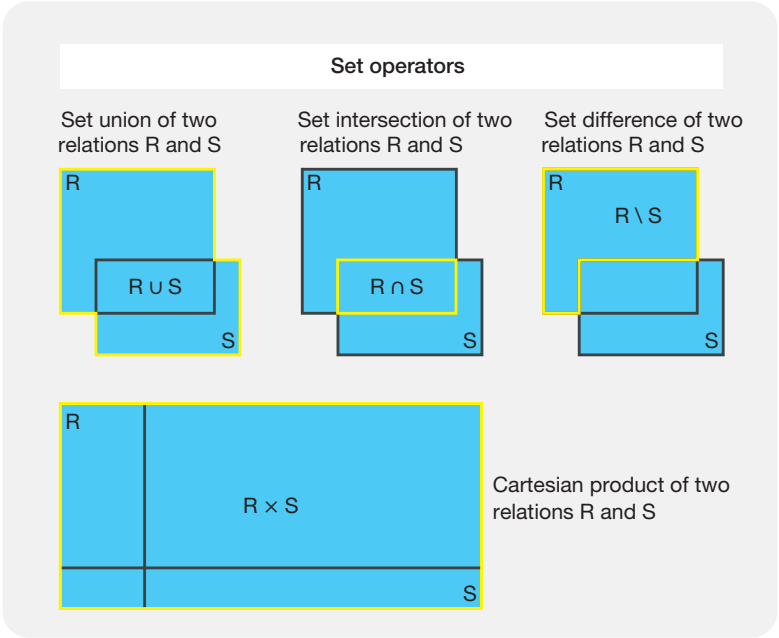 Set operators
Set union of two
relations R and S
R
R ∪ S
S
Set intersection of two
relations R and S
R
R ∩ S
S
Set difference of two
relations R and S
R
R \ S
S
R
R × S
S
Cartesian product of two
relations R and S